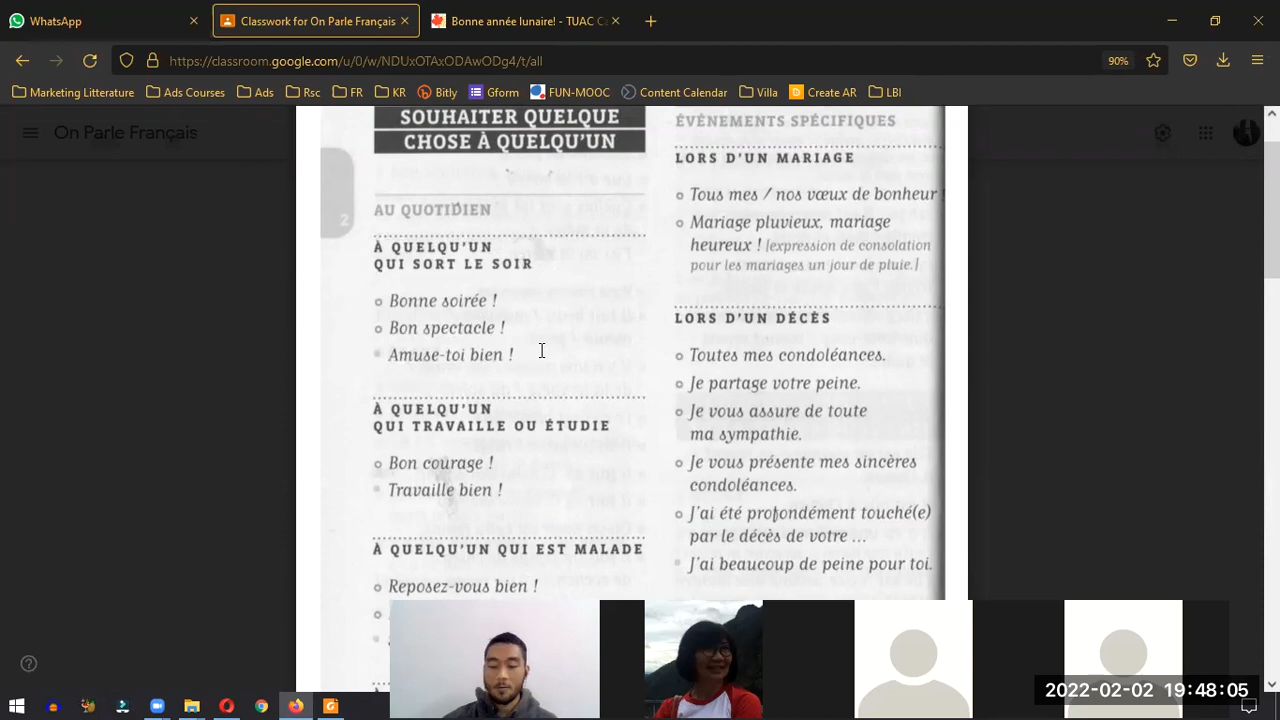 WhatsApp
Classwork for On Parle Français
Bonne année lunaire! - TUAC C
https://classroom.google.com/u/0/w/NDUxOTAxODAwODg4/t/all
90%
Marketing Litterature
Ads Courses
Ads
Rsc
FR
KR
Bitly
Gform
FUN-MOOC
Content Calendar
Villa
Create AR
LBI
On Parle Français
SOUHAITER QUELQUE
CHOSE À QUELQU'UN
2
AU QUOTIDIEN
À QUELQU'UN
QUI SORT LE SOIR
Bonne soirée !
Bon spectacle !
Amuse-toi bien !
À QUELQU'UN
QUI TRAVAILLE OU ÉTUDIE
Bon courage !
Travaille bien !
À QUELQU'UN QUI EST MALADE
Reposez-vous bien !
ÉVÉNEMENTS SPÉCIFIQUES
LORS D'UN MARIAGE
Tous mes / nos vœux de bonheur !
Mariage pluvieux, mariage
heureux ! [expression de consolation
pour les mariages un jour de pluie.]
LORS D'UN DÉCÈS
Toutes mes condoléances.
Je partage votre peine.
Je vous assure de toute
ma sympathie.
Je vous présente mes sincères
condoléances.
J'ai été profondément touché(e)
par le décès de votre ...
J'ai beaucoup de peine pour toi.
2022-02-02 19:48:05